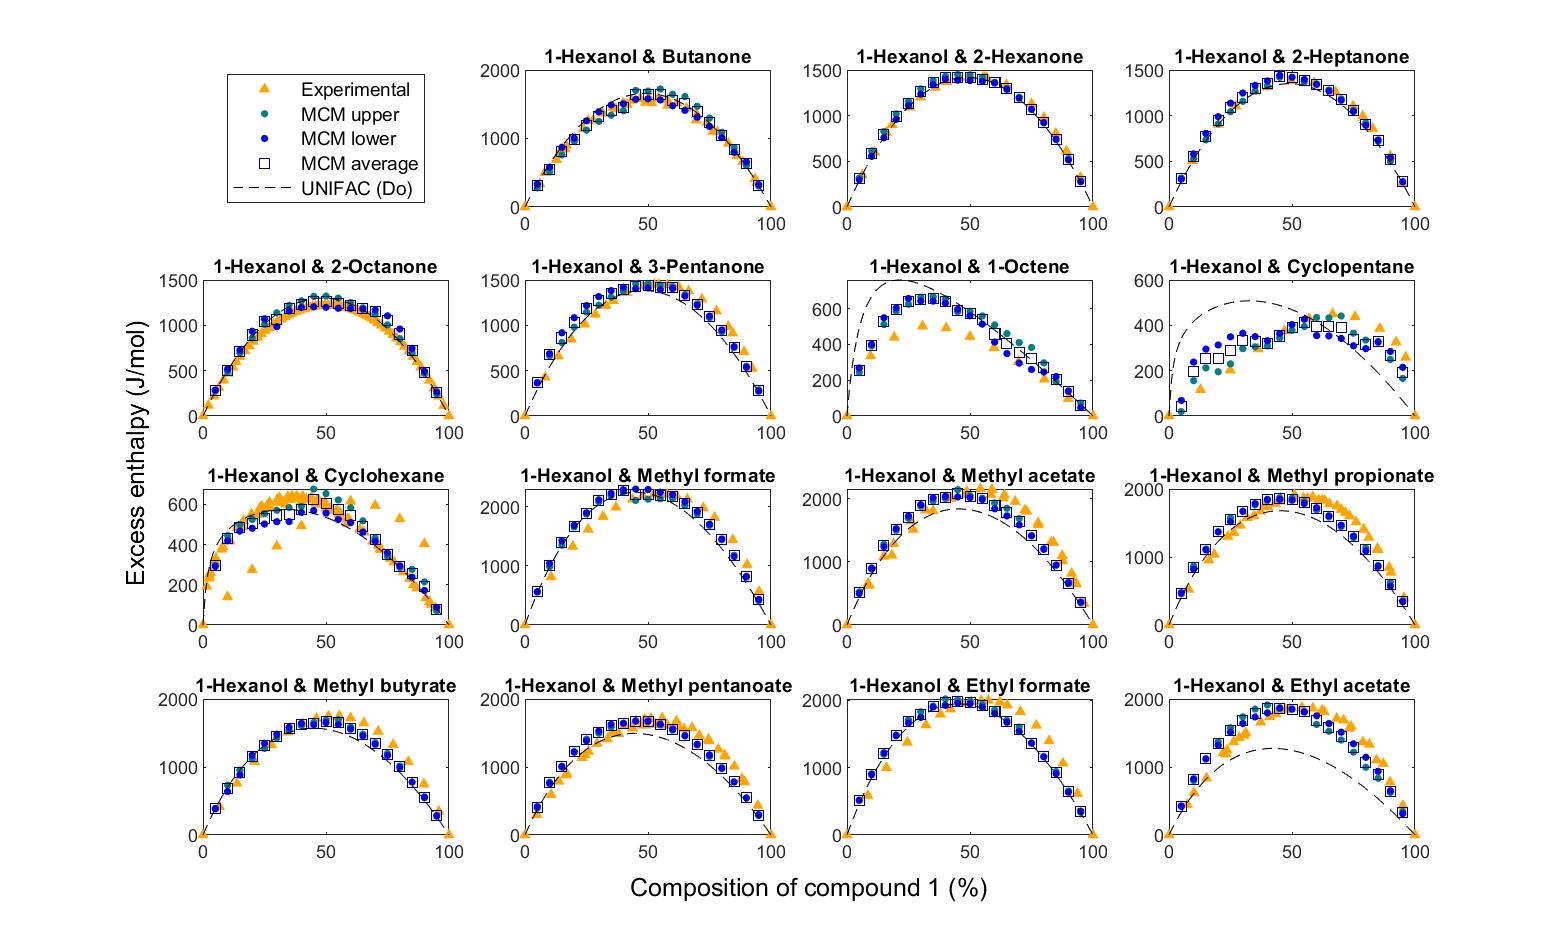 Experimental
MCM upper
MCM lower
MCM average
UNIFAC (Do)
1-Hexanol & Butanone
2000
1000
0
0 50 100
1-Hexanol & 2-Hexanone
1500
1000
500
0
0 50 100
1-Hexanol & 2-Heptanone
1500
1000
500
0
0 50 100
1-Hexanol & 2-Octanone
1500
1000
500
0
0 50 100
1-Hexanol & 3-Pentanone
1500
1000
500
0
0 50 100
1-Hexanol & 1-Octene
600
400
200
0
0 50 100
1-Hexanol & Cyclopentane
600
400
200
0
0 50 100
1-Hexanol & Cyclohexane
600
400
200
0
0 50 100
1-Hexanol & Methyl formate
2000
1000
0
0 50 100
1-Hexanol & Methyl acetate
2000
1000
0
0 50 100
1-Hexanol & Methyl propionate
2000
1000
0
0 50 100
1-Hexanol & Methyl butyrate
2000
1000
0
0 50 100
1-Hexanol & Methyl pentanoate
2000
1000
0
0 50 100
1-Hexanol & Ethyl formate
2000
1000
0
0 50 100
1-Hexanol & Ethyl acetate
2000
1000
0
0 50 100
Excess enthalpy (J/mol)
Composition of compound 1 (%)